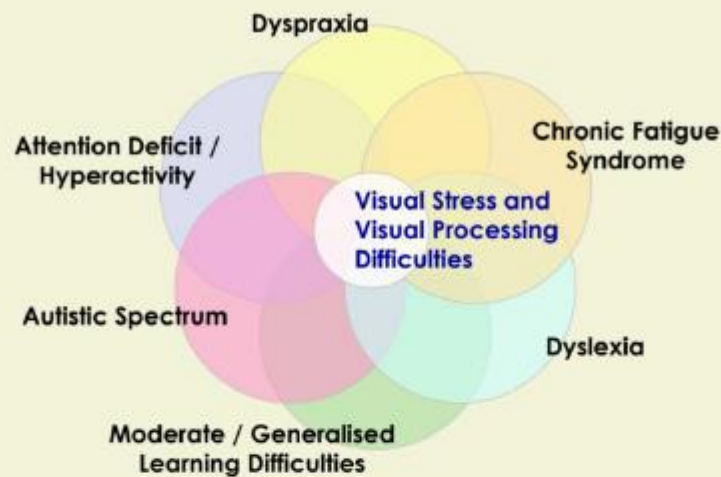 Dyspraxia
Attention Deficit /
Hyperactivity
Chronic Fatigue
Syndrome
Visual Stress and
Visual Processing
Difficulties
Autistic Spectrum
Dyslexia
Moderate / Generalised
Learning Difficulties